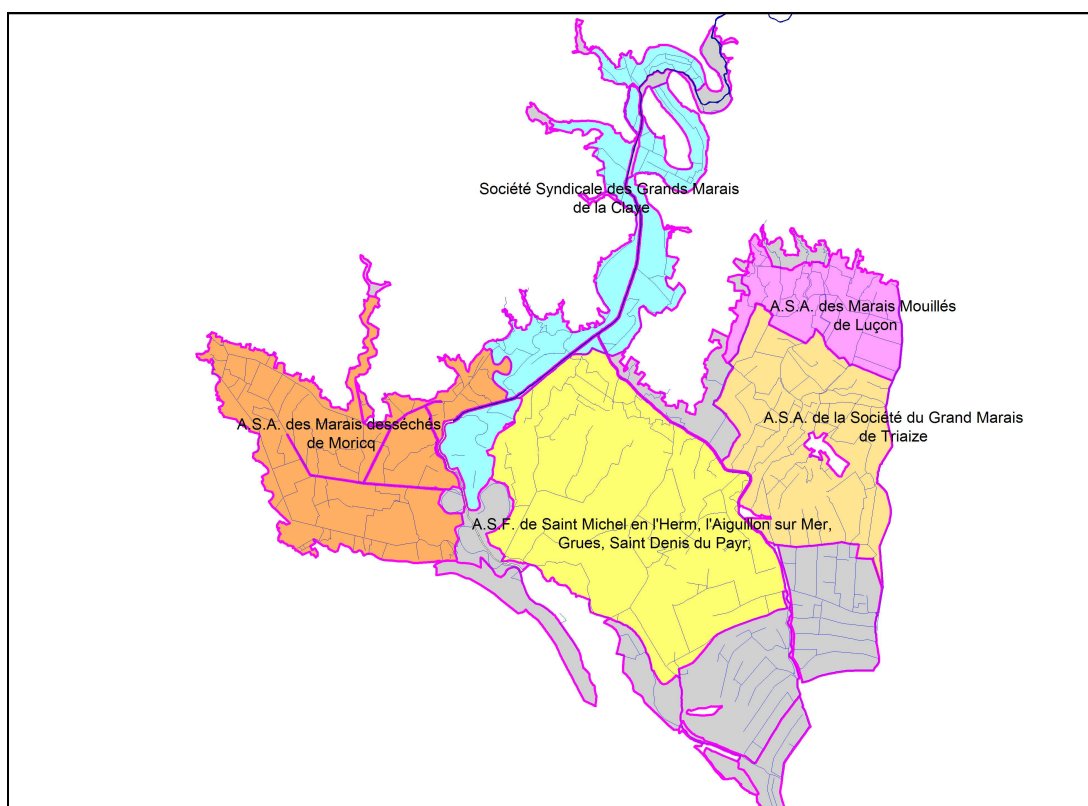 Société Syndicale des Grands Marais
de la Claye
A.S.A. des Marais Mouillés
de Luçon
A.S.A. des Marais desséchés
de Moricq
A.S.A. de la Société du Grand Marais
de Triaize
A.S.F. de Saint Michel en l'Herm, l'Aiguillon sur Mer,
Grues, Saint Denis du Payr,